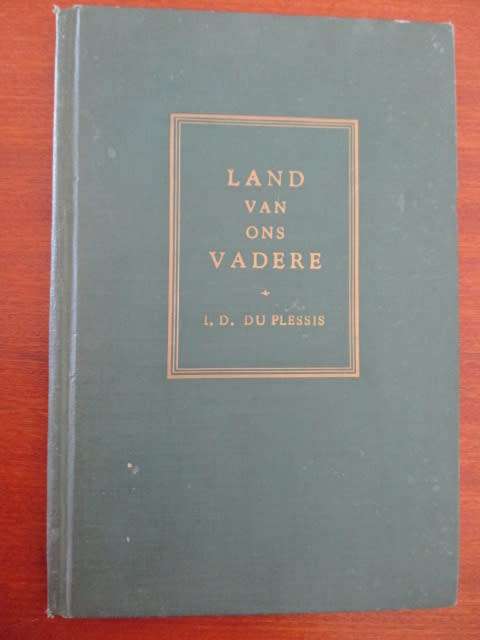 LAND
VAN
ONS
VADERE
I. D. DU PLESSIS